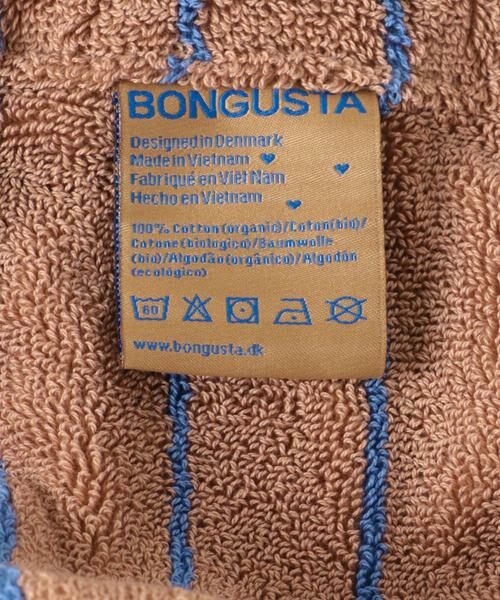 BONGUSTA
Designed in Denmark
Made in Vietnam
Fabriqué en Viêt Nam
Hecho en Vietnam
100% Cotton(organic)/Coton(bio)/
Cotone(biologico)/Baumwolle
(bio)/Algodão(orgânico)/Algodón
(ecológico)
60
www.bongusta.dk